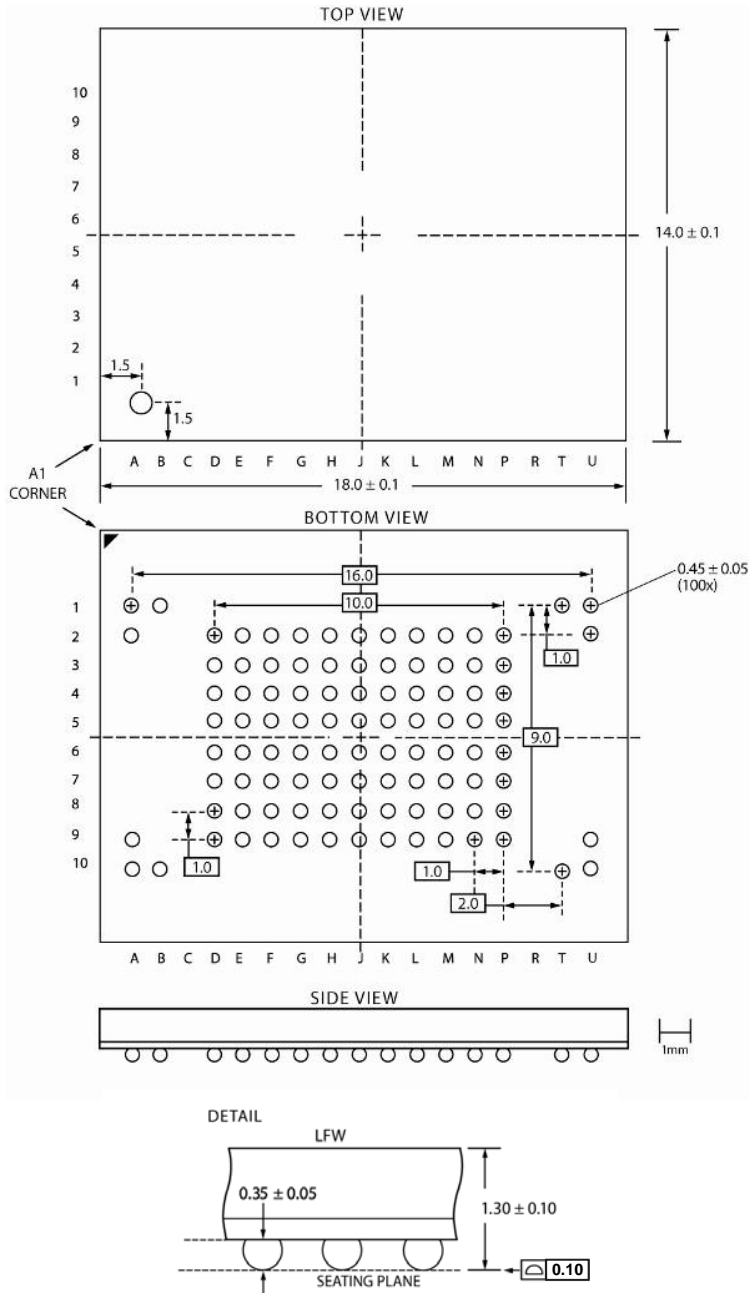 TOP VIEW
10
9
8
7
6
5
4
3
2
1
14.0 ± 0.1
1.5
1.5
A B C D E F G H J K L M N P R T U
18.0 ± 0.1
A1
CORNER
BOTTOM VIEW
16.0
0.45 ± 0.05
(100x)
10.0
1
2
3
4
5
6
7
8
9
10
1.0
9.0
1.0
1.0
2.0
A B C D E F G H J K L M N P R T U
SIDE VIEW
1mm
DETAIL
LFW
0.35 ± 0.05
1.30 ± 0.10
SEATING PLANE
0.10